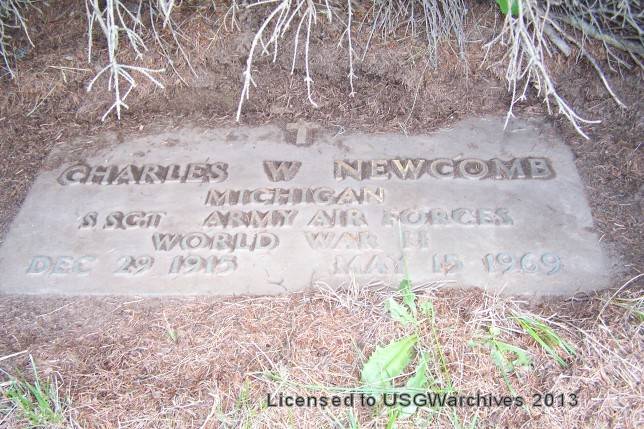 CHARLES W NEWCOMB
MICHIGAN
S SGT ARMY AIR FORCES
WORLD WAR II
DEC 29 1915 MAY 15 1969
Licensed to USGWarchives 2013